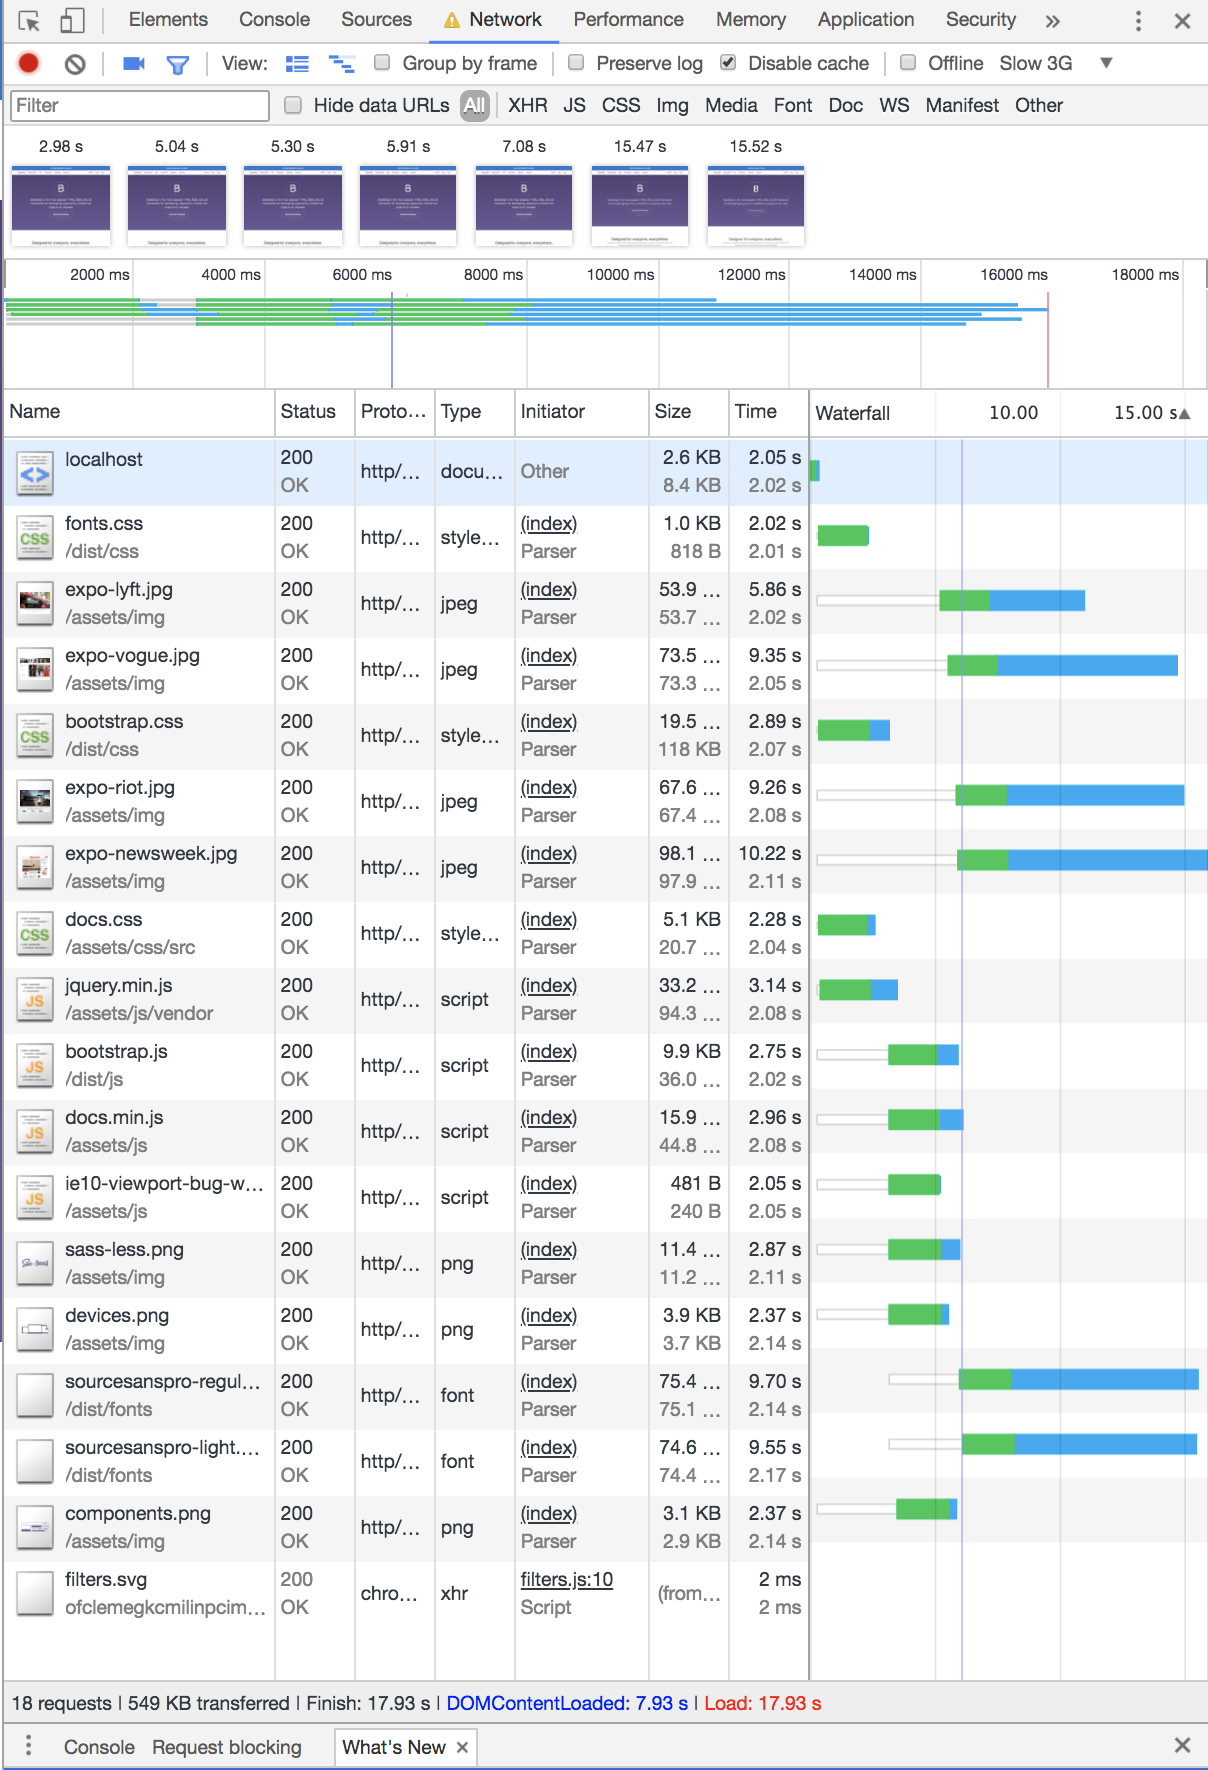 Elements Console Sources Network Performance Memory Application Security »
View: Group by frame Preserve log Disable cache Offline Slow 3G
Filter Hide data URLs All XHR JS CSS Img Media Font Doc WS Manifest Other
2.98 s 5.04 s 5.30 s 5.91 s 7.08 s 15.47 s 15.52 s
2000 ms 4000 ms 6000 ms 8000 ms 10000 ms 12000 ms 14000 ms 16000 ms 18000 ms
Name Status Proto... Type Initiator Size Time Waterfall 10.00 15.00 s▲
localhost 200 http/... docu... Other 2.6 KB 2.05 s
OK 8.4 KB 2.02 s
fonts.css 200 http/... style... (index) 1.0 KB 2.02 s
/dist/css OK Parser 818 B 2.01 s
expo-lyft.jpg 200 http/... jpeg (index) 53.9 ... 5.86 s
/assets/img OK Parser 53.7 ... 2.02 s
expo-vogue.jpg 200 http/... jpeg (index) 73.5 ... 9.35 s
/assets/img OK Parser 73.3 ... 2.05 s
bootstrap.css 200 http/... style... (index) 19.5 ... 2.89 s
/dist/css OK Parser 118 KB 2.07 s
expo-riot.jpg 200 http/... jpeg (index) 67.6 ... 9.26 s
/assets/img OK Parser 67.4 ... 2.08 s
expo-newsweek.jpg 200 http/... jpeg (index) 98.1 ... 10.22 s
/assets/img OK Parser 97.9 ... 2.11 s
docs.css 200 http/... style... (index) 5.1 KB 2.28 s
/assets/css/src OK Parser 20.7 ... 2.04 s
jquery.min.js 200 http/... script (index) 33.2 ... 3.14 s
/assets/js/vendor OK Parser 94.3 ... 2.08 s
bootstrap.js 200 http/... script (index) 9.9 KB 2.75 s
/dist/js OK Parser 36.0 ... 2.02 s
docs.min.js 200 http/... script (index) 15.9 ... 2.96 s
/assets/js OK Parser 44.8 ... 2.08 s
ie10-viewport-bug-w... 200 http/... script (index) 481 B 2.05 s
/assets/js OK Parser 240 B 2.05 s
sass-less.png 200 http/... png (index) 11.4 ... 2.87 s
/assets/img OK Parser 11.2 ... 2.11 s
devices.png 200 http/... png (index) 3.9 KB 2.37 s
/assets/img OK Parser 3.7 KB 2.14 s
sourcesanspro-regul... 200 http/... font (index) 75.4 ... 9.70 s
/dist/fonts OK Parser 75.1 ... 2.14 s
sourcesanspro-light.... 200 http/... font (index) 74.6 ... 9.55 s
/dist/fonts OK Parser 74.4 ... 2.17 s
components.png 200 http/... png (index) 3.1 KB 2.37 s
/assets/img OK Parser 2.9 KB 2.14 s
filters.svg 200 chro... xhr filters.js:10 (from... 2 ms
ofclemegkcmilinpcim... OK Script 2 ms
18 requests | 549 KB transferred | Finish: 17.93 s | DOMContentLoaded: 7.93 s | Load: 17.93 s
Console Request blocking What's New ×